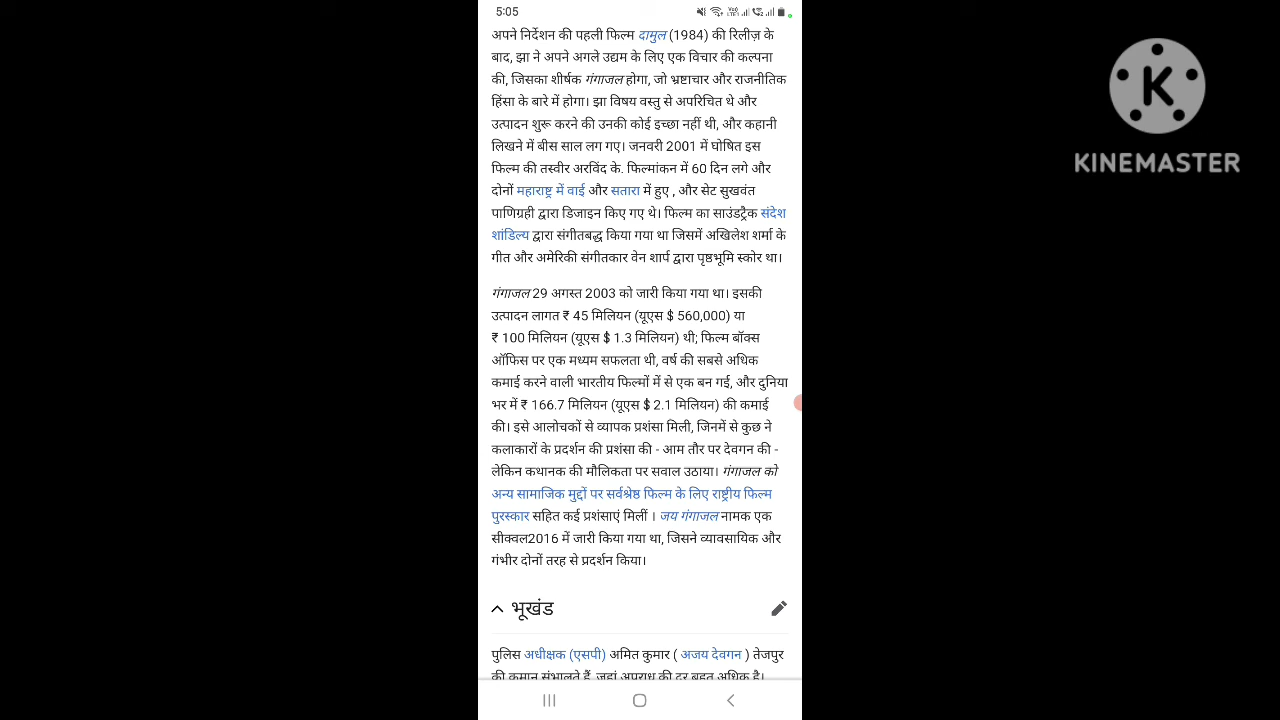 5:05
अपने निर्देशन की पहली फिल्म दामुल (1984) की रिलीज़ के
बाद, झा ने अपने अगले उद्यम के लिए एक विचार की कल्पना
की, जिसका शीर्षक गंगाजल होगा, जो भ्रष्टाचार और राजनीतिक
हिंसा के बारे में होगा। झा विषय वस्तु से अपरिचित थे और
उत्पादन शुरू करने की उनकी कोई इच्छा नहीं थी, और कहानी
लिखने में बीस साल लग गए। जनवरी 2001 में घोषित इस
फिल्म की तस्वीर अरविंद के. फिल्मांकन में 60 दिन लगे और
दोनों महाराष्ट्र में वाई और सतारा में हुए , और सेट सुखवंत
पाणिग्रही द्वारा डिजाइन किए गए थे। फिल्म का साउंडट्रैक संदेश
शांडिल्य द्वारा संगीतबद्ध किया गया था जिसमें अखिलेश शर्मा के
गीत और अमेरिकी संगीतकार वेन शार्प द्वारा पृष्ठभूमि स्कोर था।
गंगाजल 29 अगस्त 2003 को जारी किया गया था। इसकी
उत्पादन लागत ₹ 45 मिलियन (यूएस $ 560,000) या
₹ 100 मिलियन (यूएस $ 1.3 मिलियन) थी; फिल्म बॉक्स
ऑफिस पर एक मध्यम सफलता थी, वर्ष की सबसे अधिक
कमाई करने वाली भारतीय फिल्मों में से एक बन गई, और दुनिया
भर में ₹ 166.7 मिलियन (यूएस $ 2.1 मिलियन) की कमाई
की। इसे आलोचकों से व्यापक प्रशंसा मिली, जिनमें से कुछ ने
कलाकारों के प्रदर्शन की प्रशंसा की - आम तौर पर देवगन की -
लेकिन कथानक की मौलिकता पर सवाल उठाया। गंगाजल को
अन्य सामाजिक मुद्दों पर सर्वश्रेष्ठ फिल्म के लिए राष्ट्रीय फिल्म
पुरस्कार सहित कई प्रशंसाएं मिलीं । जय गंगाजल नामक एक
सीक्वल2016 में जारी किया गया था, जिसने व्यावसायिक और
गंभीर दोनों तरह से प्रदर्शन किया।
भूखंड
पुलिस अधीक्षक (एसपी) अमित कुमार ( अजय देवगन ) तेजपुर
की कमान संभालते हैं, जहां अपराध की दर बहुत अधिक है।
K
KINEMASTER